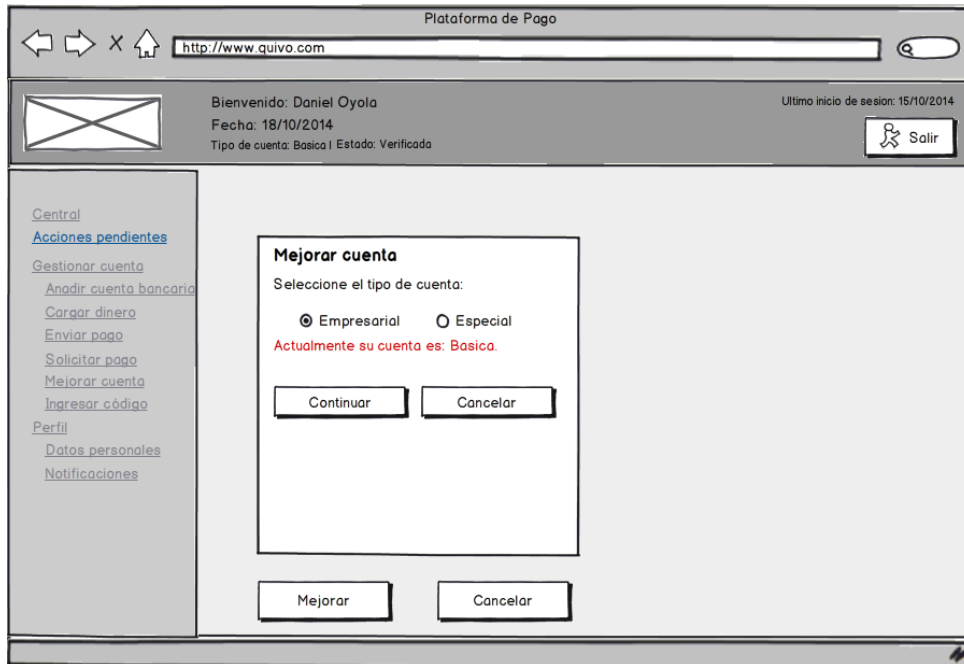 Plataforma de Pago
http://www.quivo.com
Bienvenido: Daniel Oyola
Ultimo inicio de sesion: 15/10/2014
Fecha: 18/10/2014
Tipo de cuenta: Basica | Estado: Verificada
Salir
Central
Acciones pendientes
Gestionar cuenta
Anadir cuenta bancaria
Cargar dinero
Enviar pago
Solicitar pago
Mejorar cuenta
Ingresar código
Perfil
Datos personales
Notificaciones
Mejorar cuenta
Seleccione el tipo de cuenta:
Empresarial Especial
Actualmente su cuenta es: Basica.
Continuar Cancelar
Mejorar Cancelar